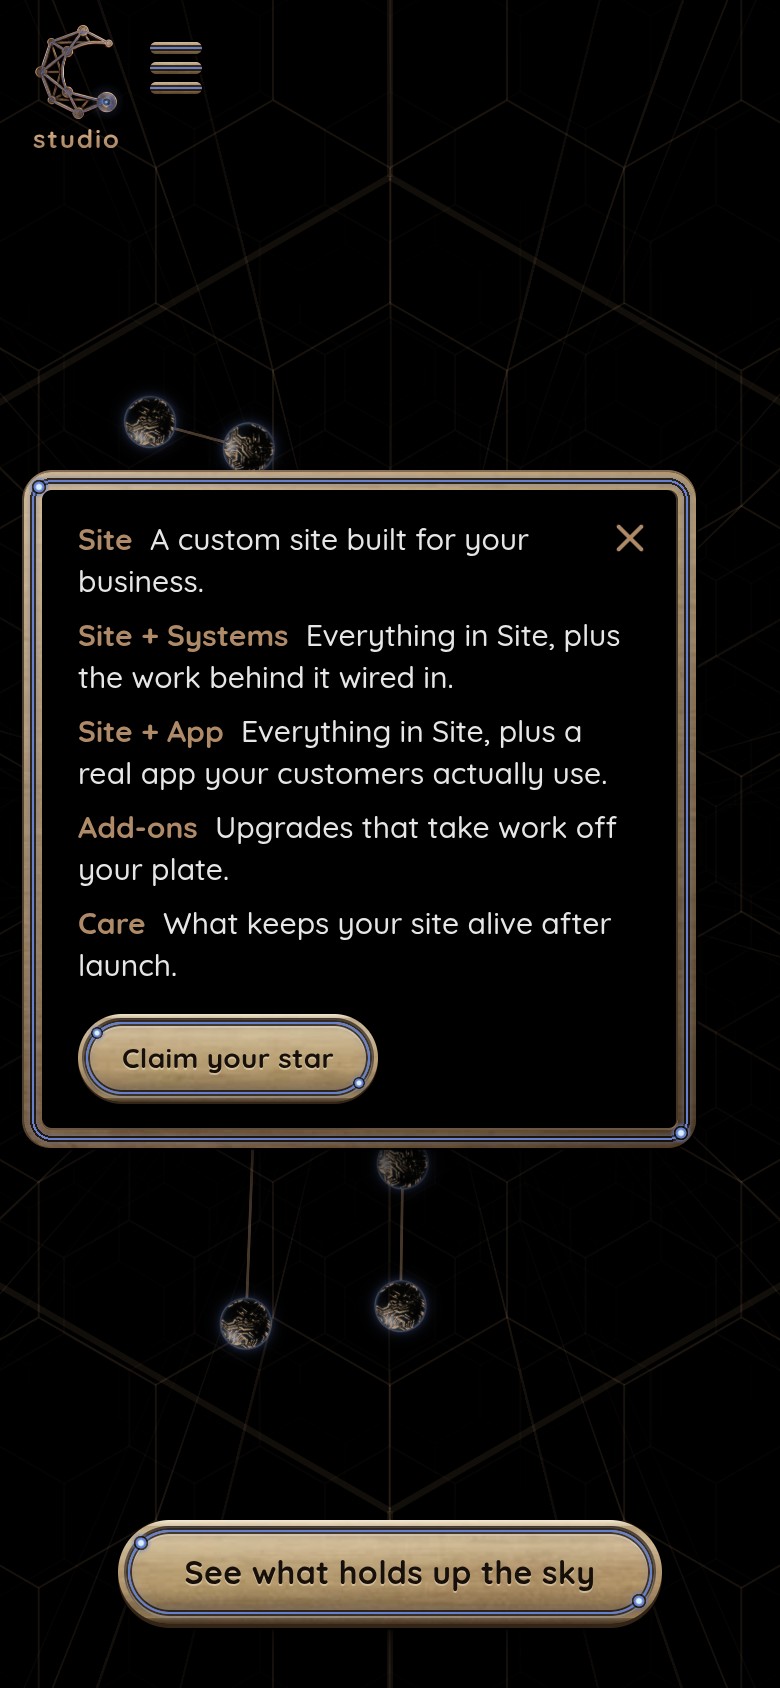 studio
Site A custom site built for your
business.
Site + Systems Everything in Site, plus
the work behind it wired in.
Site + App Everything in Site, plus a
real app your customers actually use.
Add-ons Upgrades that take work off
your plate.
Care What keeps your site alive after
launch.
Claim your star
See what holds up the sky